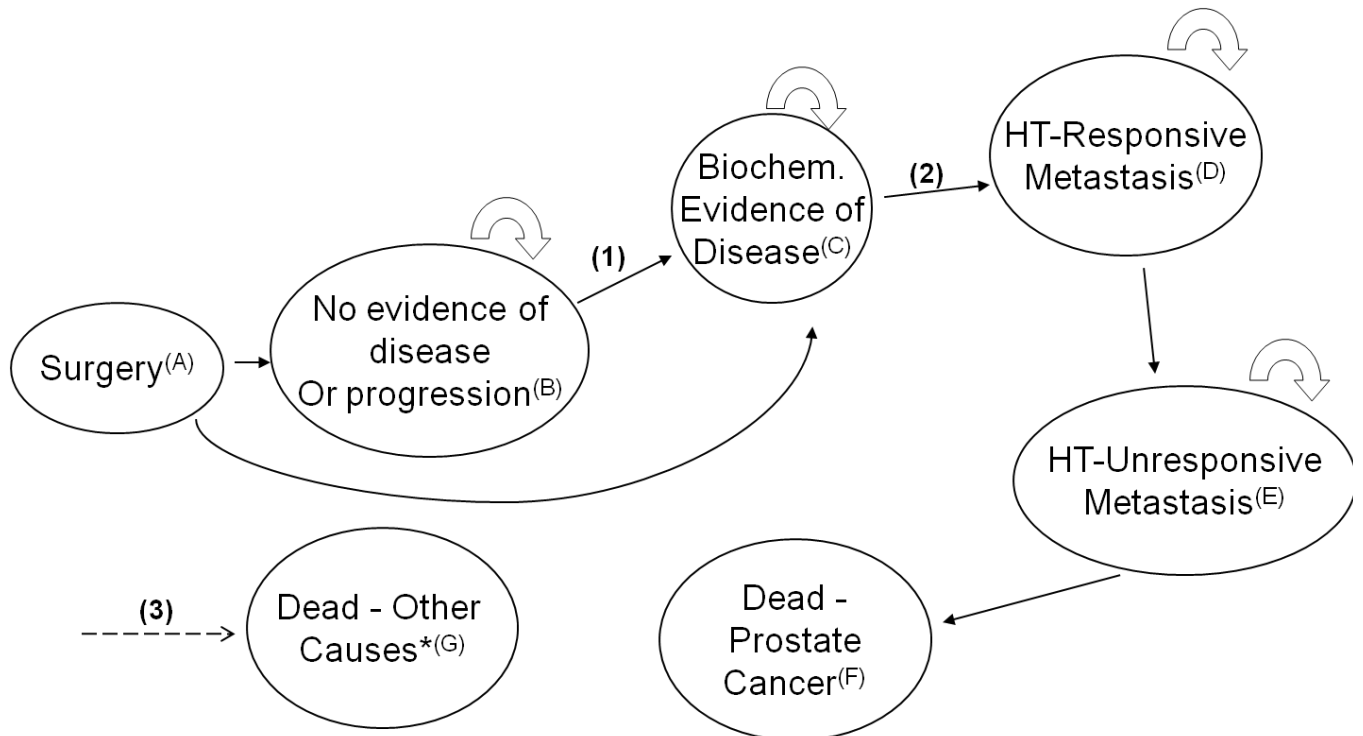 Surgery(A)
No evidence of
disease
Or progression(B)
(1)
Biochem.
Evidence of
Disease(C)
(2)
HT-Responsive
Metastasis(D)
HT-Unresponsive
Metastasis(E)
Dead -
Prostate
Cancer(F)
(3)
Dead - Other
Causes*(G)